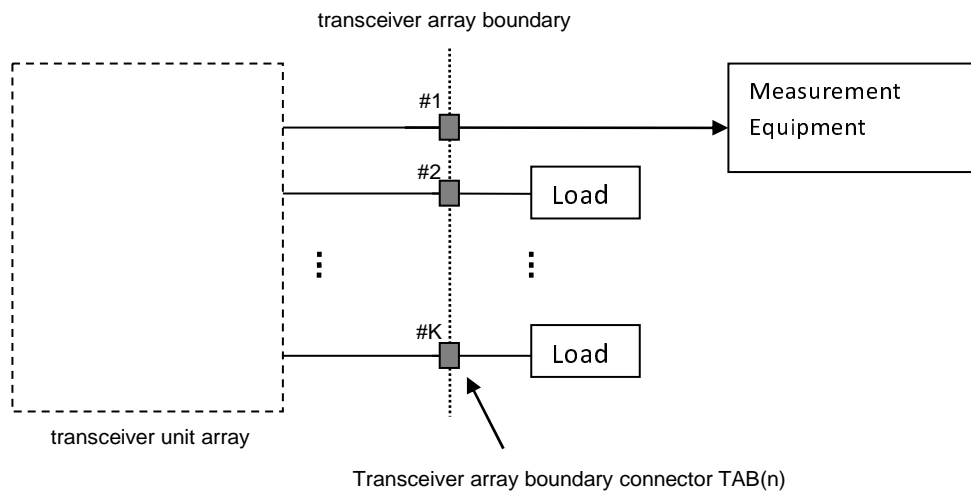 transceiver array boundary
#1
Measurement
Equipment
#2
Load
#K
Load
transceiver unit array
Transceiver array boundary connector TAB(n)